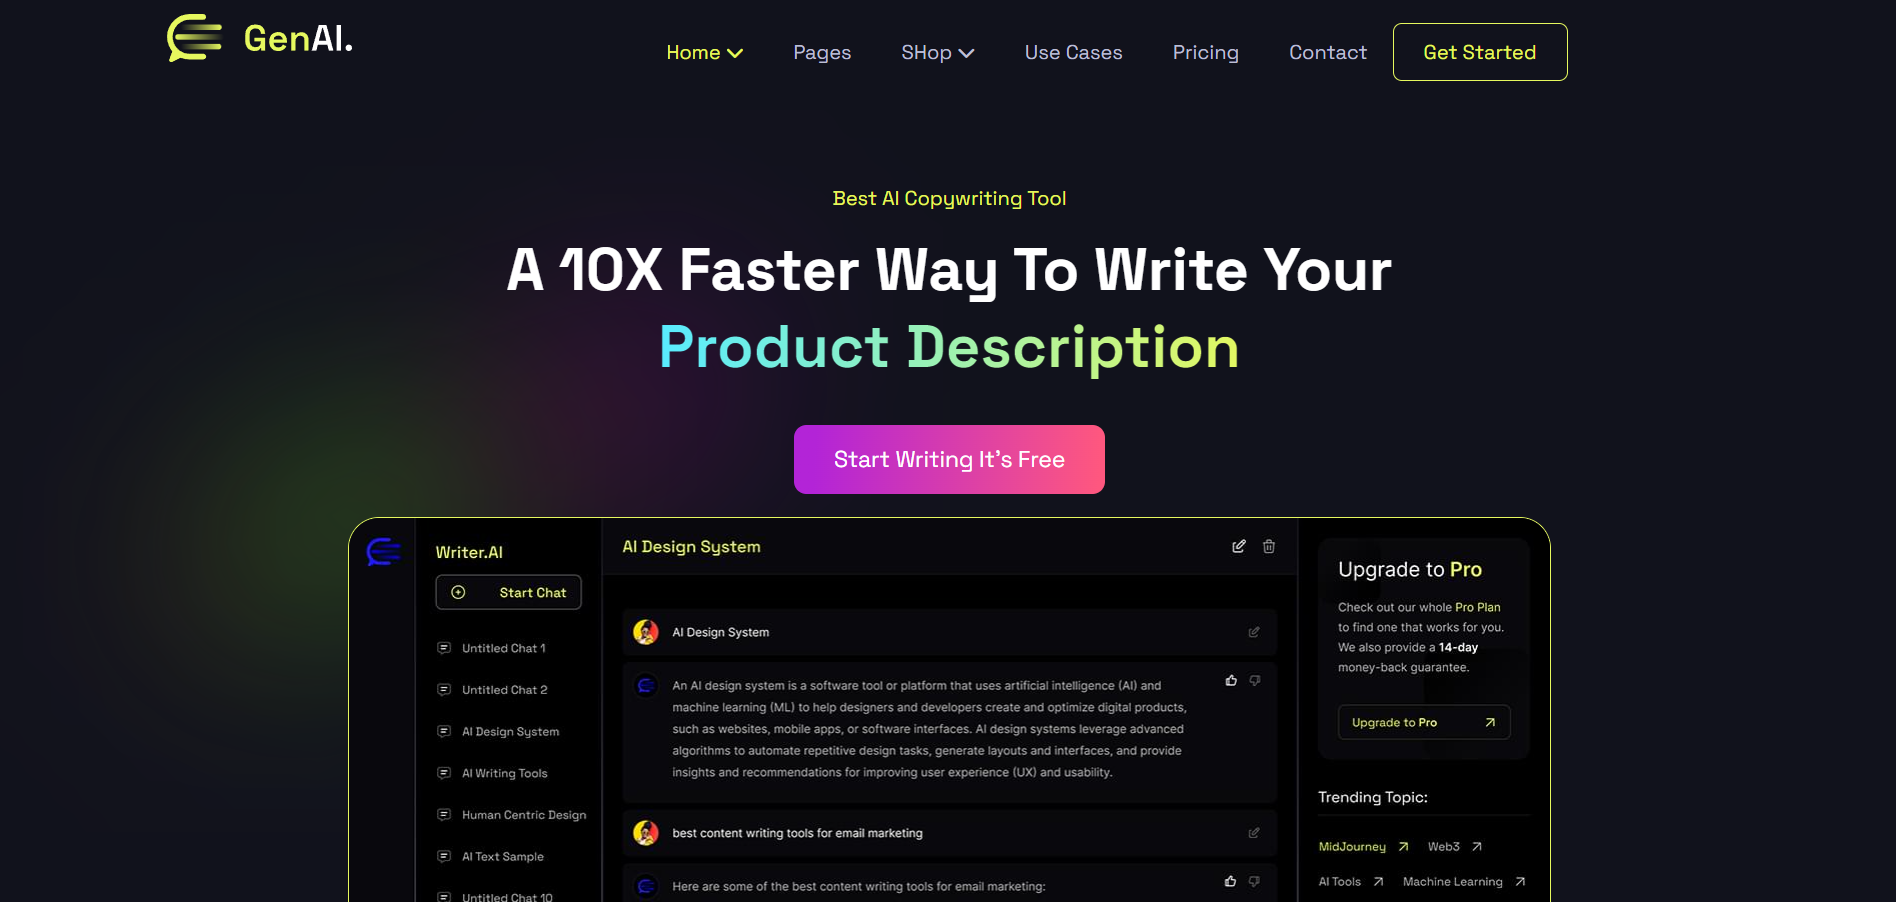 GenAI.
Home
Pages
SHop
Use Cases
Pricing
Contact
Get Started
Best AI Copywriting Tool
A 10X Faster Way To Write Your
Product Description
Start Writing It's Free
Writer.AI
Start Chat
Untitled Chat 1
Untitled Chat 2
AI Design System
AI Writing Tools
Human Centric Design
AI Text Sample
Untitled Chat 10
AI Design System
AI Design System
An AI design system is a software tool or platform that uses artificial intelligence (AI) and
machine learning (ML) to help designers and developers create and optimize digital products,
such as websites, mobile apps, or software interfaces. AI design systems leverage advanced
algorithms to automate repetitive design tasks, generate layouts and interfaces, and provide
insights and recommendations for improving user experience (UX) and usability.
best content writing tools for email marketing
Here are some of the best content writing tools for email marketing:
Upgrade to Pro
Check out our whole Pro Plan
to find one that works for you.
We also provide a 14-day
money-back guarantee.
Upgrade to Pro
Trending Topic:
MidJourney
Web3
AI Tools
Machine Learning